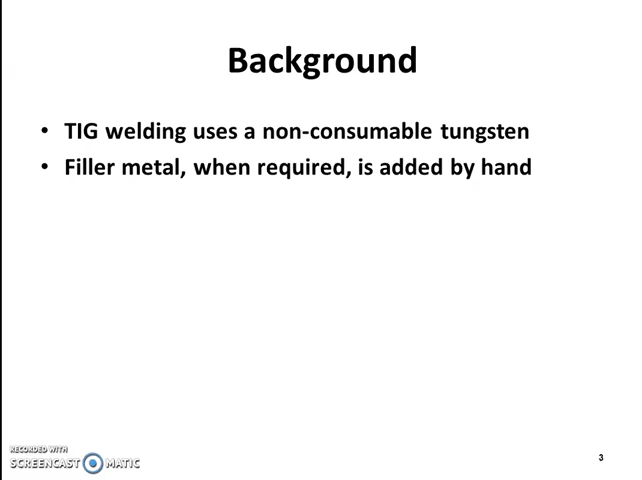 Background
• TIG welding uses a non-consumable tungsten
• Filler metal, when required, is added by hand
RECORDED WITH
SCREENCAST MATIC
3